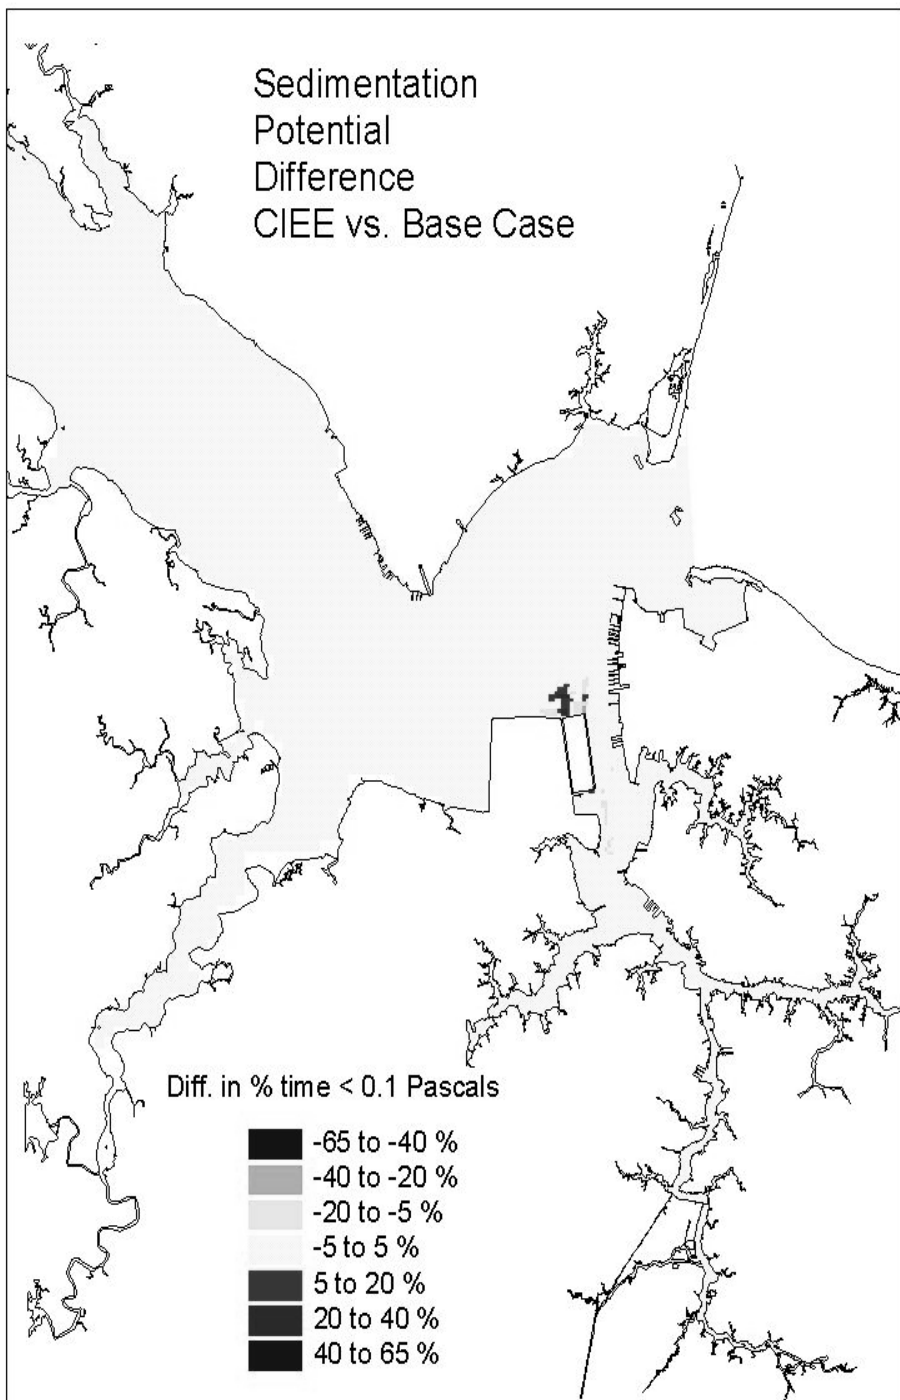 Sedimentation
Potential
Difference
CIEE vs. Base Case
Diff. in % time < 0.1 Pascals
-65 to -40 %
-40 to -20 %
-20 to -5 %
-5 to 5 %
5 to 20 %
20 to 40 %
40 to 65 %